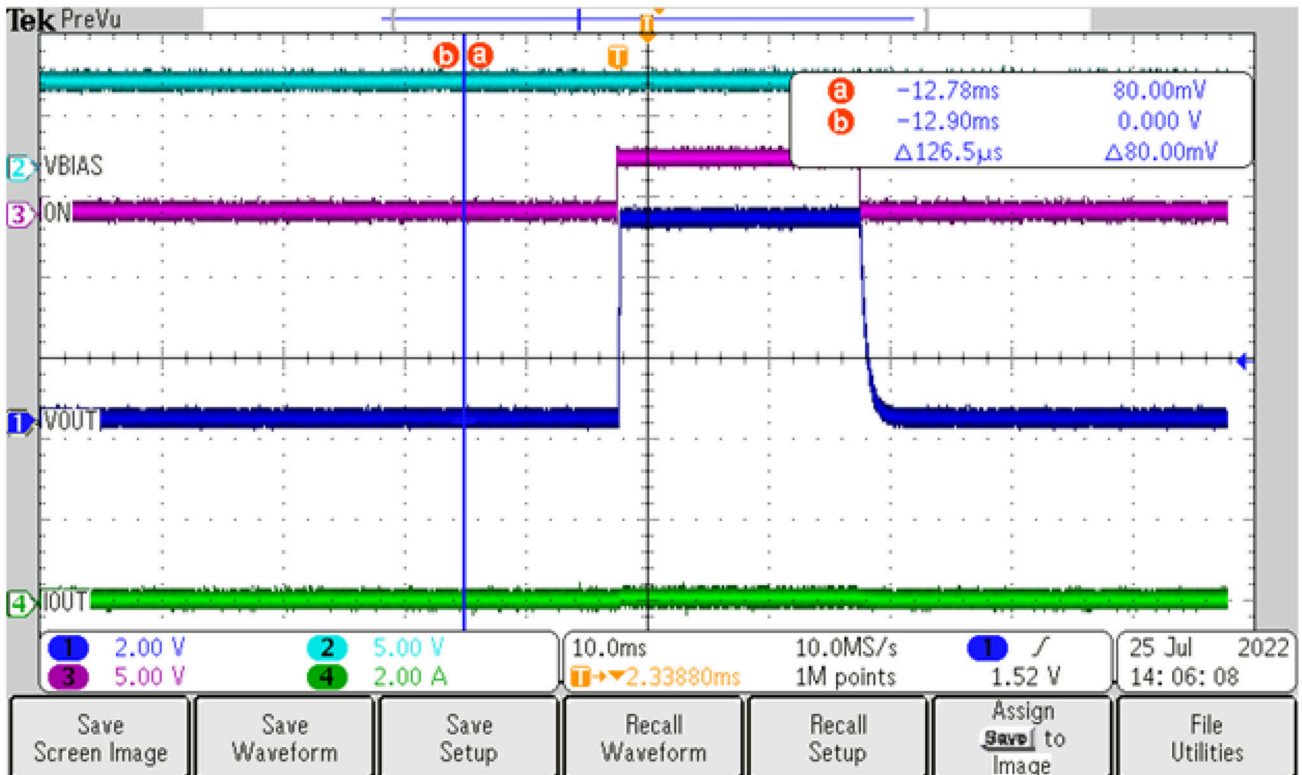 Tek PreVu
T
b a T
a -12.78ms 80.00mV
b -12.90ms 0.000 V
Δ126.5µs Δ80.00mV
2 VBIAS
3 ON
1 VOUT
4 IOUT
1 2.00 V 2 5.00 V
3 5.00 V 4 2.00 A
10.0ms 10.0MS/s 1 ∫
T→▼2.33880ms 1M points 1.52 V
25 Jul 2022
14:06:08
Save
Screen Image
Save
Waveform
Save
Setup
Recall
Waveform
Recall
Setup
Assign
Save to
Image
File
Utilities